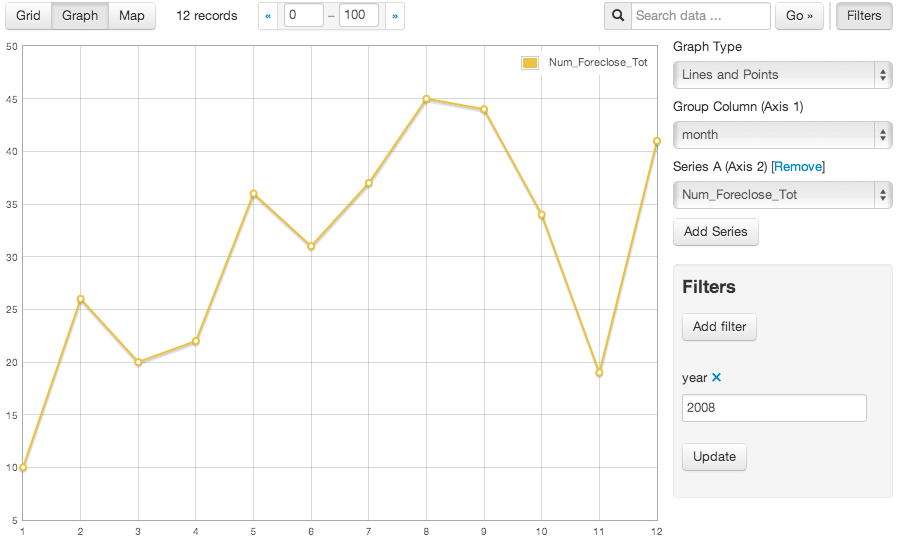 Grid Graph Map 12 records « 0 – 100 » Search data ... Go » Filters
50
45
40
35
30
25
20
15
10
5
1 2 3 4 5 6 7 8 9 10 11 12
Num_Foreclose_Tot
Graph Type
Lines and Points
Group Column (Axis 1)
month
Series A (Axis 2) [Remove]
Num_Foreclose_Tot
Add Series
Filters
Add filter
year ×
2008
Update